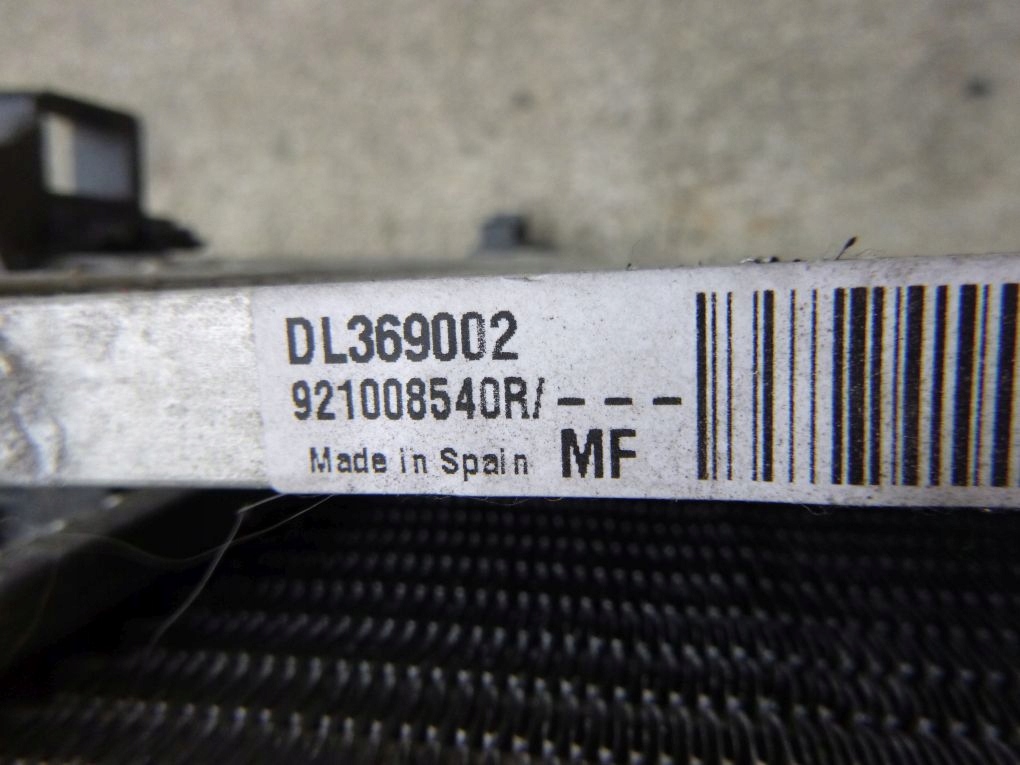 DL369002
921008540R/---
Made in Spain MF